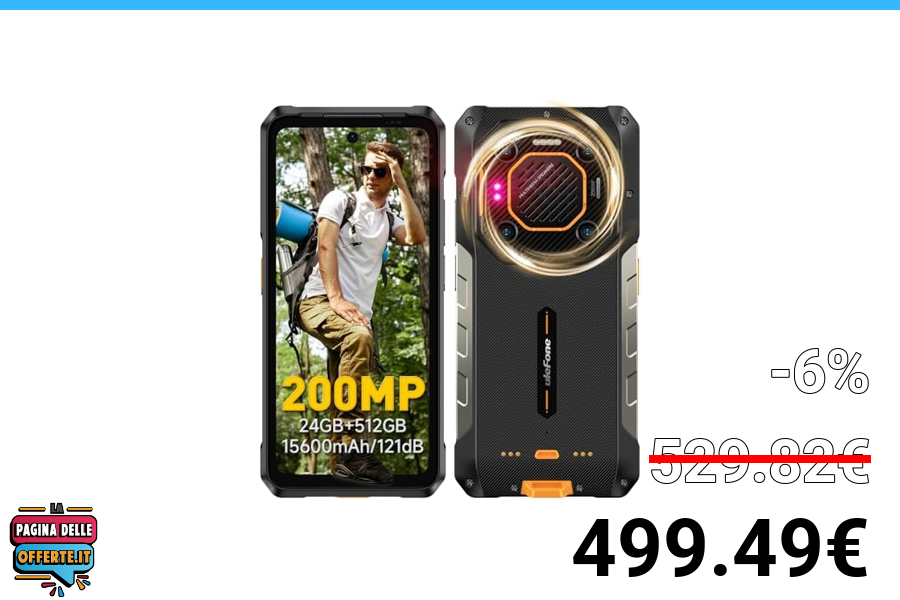 200MP
24GB+512GB
15600mAh/121dB
uleFone
-6%
529.82€
499.49€
LA
PAGINA DELLE
OFFERTE.IT